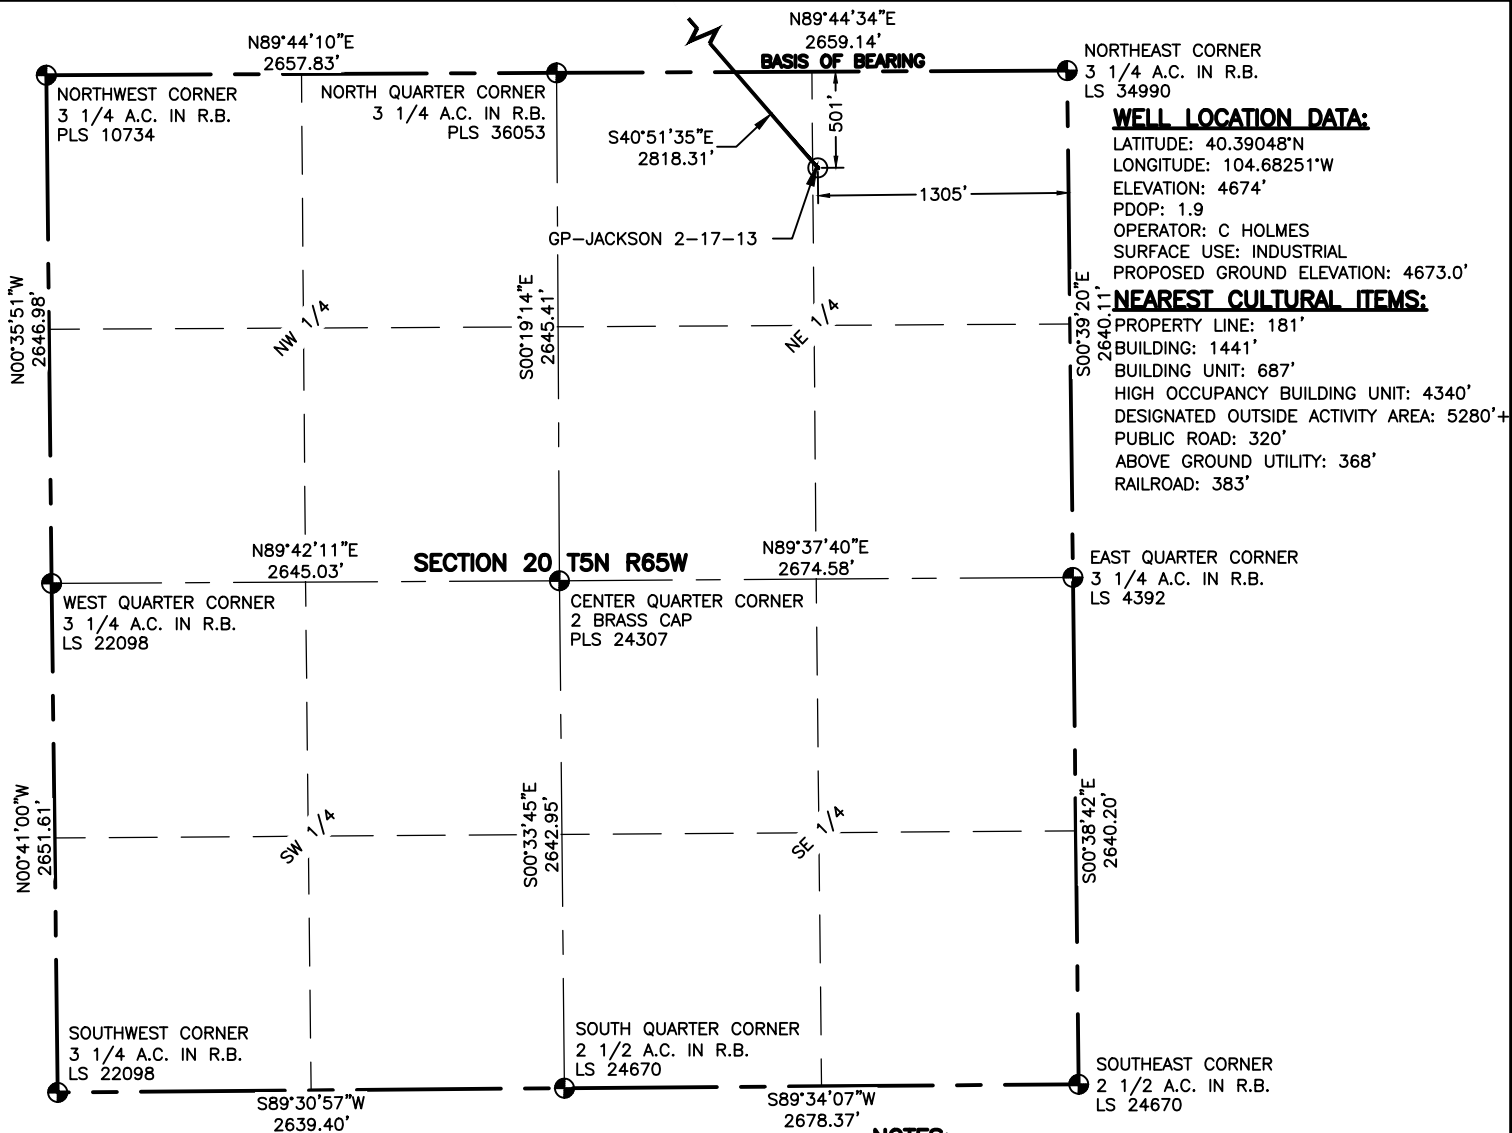 N89°44'10"E
2657.83'
N89°44'34"E
2659.14'
BASIS OF BEARING
NORTHWEST CORNER
3 1/4 A.C. IN R.B.
PLS 10734
NORTH QUARTER CORNER
3 1/4 A.C. IN R.B.
PLS 36053
NORTHEAST CORNER
3 1/4 A.C. IN R.B.
LS 34990
S40°51'35"E
2818.31'
501'
1305'
GP-JACKSON 2-17-13
WELL LOCATION DATA:
LATITUDE: 40.39048°N
LONGITUDE: 104.68251°W
ELEVATION: 4674'
PDOP: 1.9
OPERATOR: C HOLMES
SURFACE USE: INDUSTRIAL
PROPOSED GROUND ELEVATION: 4673.0'
NEAREST CULTURAL ITEMS:
PROPERTY LINE: 181'
BUILDING: 1441'
BUILDING UNIT: 687'
HIGH OCCUPANCY BUILDING UNIT: 4340'
DESIGNATED OUTSIDE ACTIVITY AREA: 5280'+
PUBLIC ROAD: 320'
ABOVE GROUND UTILITY: 368'
RAILROAD: 383'
N00°35'51"W
2646.98'
NW 1/4
S00°19'14"E
2645.41'
NE 1/4
S00°39'20"E
2640.11'
N89°42'11"E
2645.03'
SECTION 20 T5N R65W
N89°37'40"E
2674.58'
WEST QUARTER CORNER
3 1/4 A.C. IN R.B.
LS 22098
CENTER QUARTER CORNER
2 BRASS CAP
PLS 24307
EAST QUARTER CORNER
3 1/4 A.C. IN R.B.
LS 4392
N00°41'00"W
2651.61'
SW 1/4
S00°33'45"E
2642.95'
SE 1/4
S00°38'42"E
2640.20'
SOUTHWEST CORNER
3 1/4 A.C. IN R.B.
LS 22098
SOUTH QUARTER CORNER
2 1/2 A.C. IN R.B.
LS 24670
SOUTHEAST CORNER
2 1/2 A.C. IN R.B.
LS 24670
S89°30'57"W
2639.40'
S89°34'07"W
2678.37'
NOTES: